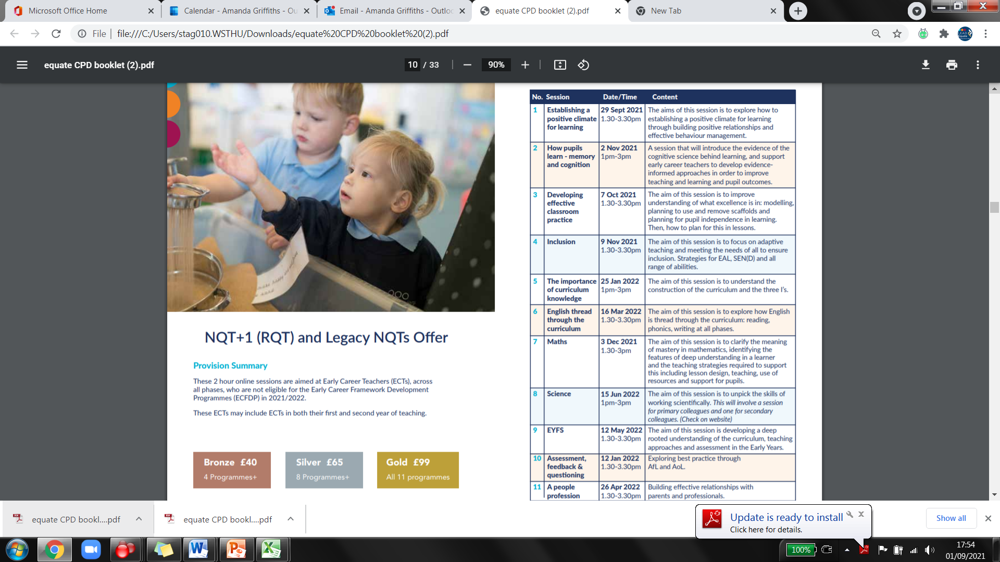 Microsoft Office Home
Calendar - Amanda Griffiths - Ou
Email - Amanda Griffiths - Outloo
equate CPD booklet (2).pdf
New Tab
File
file:///C:/Users/stag010.WSTHU/Downloads/equate%20CPD%20booklet%20(2).pdf
equate CPD booklet (2).pdf
10 / 33
90%
NQT+1 (RQT) and Legacy NQTs Offer
Provision Summary
These 2 hour online sessions are aimed at Early Career Teachers (ECTs), across
all phases, who are not eligible for the Early Career Framework Development
Programmes (ECFDP) in 2021/2022.
These ECTs may include ECTs in both their first and second year of teaching.
Bronze £40
4 Programmes+
Silver £65
8 Programmes+
Gold £99
All 11 programmes
No. Session Date/Time Content
1 Establishing a 29 Sept 2021 The aims of this session is to explore how to
positive climate 1.30-3.30pm establishing a positive climate for learning
for learning through building positive relationships and
effective behaviour management.
2 How pupils 2 Nov 2021 A session that will introduce the evidence of the
learn - memory 1pm-3pm cognitive science behind learning, and support
and cognition early career teachers to develop evidence-
informed approaches in order to improve
teaching and learning and pupil outcomes.
3 Developing 7 Oct 2021 The aim of this session is to improve
effective 1.30-3.30pm understanding of what excellence is in: modelling,
classroom planning to use and remove scaffolds and
practice planning for pupil independence in learning.
Then, how to plan for this in lessons.
4 Inclusion 9 Nov 2021 The aim of this session is to focus on adaptive
1.30-3.30pm teaching and meeting the needs of all to ensure
inclusion. Strategies for EAL, SEN(D) and all
range of abilities.
5 The importance 25 Jan 2022 The aim of this session is to understand the
of curriculum 1pm-3pm construction of the curriculum and the three I's.
knowledge
6 English thread 16 Mar 2022 The aim of this session is to explore how English
through the 1.30-3.30pm is thread through the curriculum: reading,
curriculum phonics, writing at all phases.
7 Maths 3 Dec 2021 The aim of this session is to clarify the meaning
1.30-3pm of mastery in mathematics, identifying the
features of deep understanding in a learner
and the teaching strategies required to support
this including lesson design, teaching, use of
resources and support for pupils.
8 Science 15 Jun 2022 The aim of this session is to unpick the skills of
1pm-3pm working scientifically. This will involve a session
for primary colleagues and one for secondary
colleagues. (Check on website)
9 EYFS 12 May 2022 The aim of this session is developing a deep
1.30-3.30pm rooted understanding of the curriculum, teaching
approaches and assessment in the Early Years.
10 Assessment, 12 Jan 2022 Exploring best practice through
feedback & 1.30-3.30pm AfL and AoL.
questioning
11 A people 26 Apr 2022 Building effective relationships with
profession 1.30-3.30pm parents and professionals.
equate CPD bookl....pdf
equate CPD bookl....pdf
Update is ready to install
Click here for details.
Show all
100%
17:54
01/09/2021